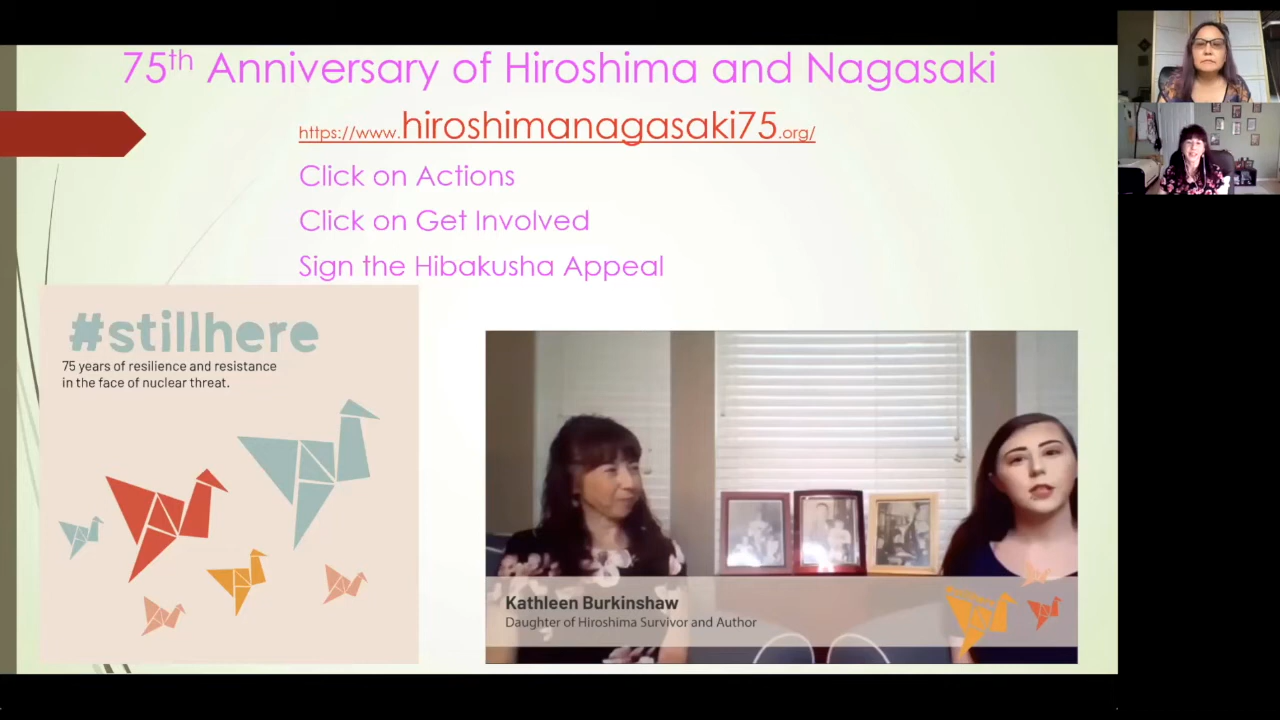 75th Anniversary of Hiroshima and Nagasaki
https://www.hiroshimanagasaki75.org/
Click on Actions
Click on Get Involved
Sign the Hibakusha Appeal
#stillhere
75 years of resilience and resistance
in the face of nuclear threat.
Kathleen Burkinshaw
Daughter of Hiroshima Survivor and Author